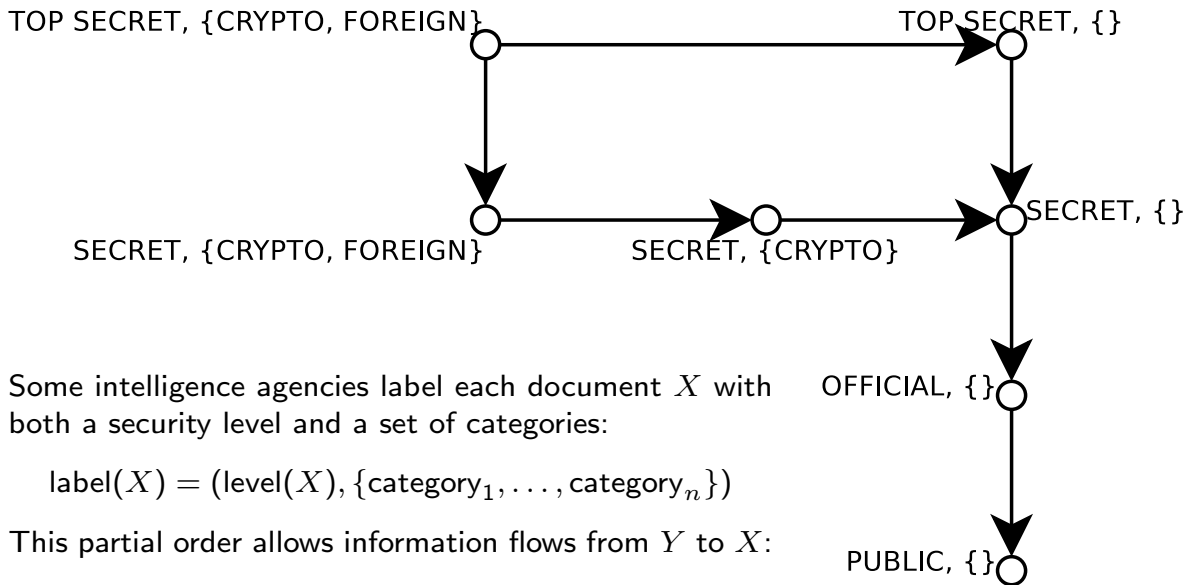 TOP SECRET, {CRYPTO, FOREIGN}
TOP SECRET, {}
SECRET, {}
SECRET, {CRYPTO, FOREIGN}
SECRET, {CRYPTO}
Some intelligence agencies label each document X with
both a security level and a set of categories:
OFFICIAL, {}
label(X) = (level(X), {category₁, . . . , categoryₙ})
This partial order allows information flows from Y to X:
PUBLIC, {}